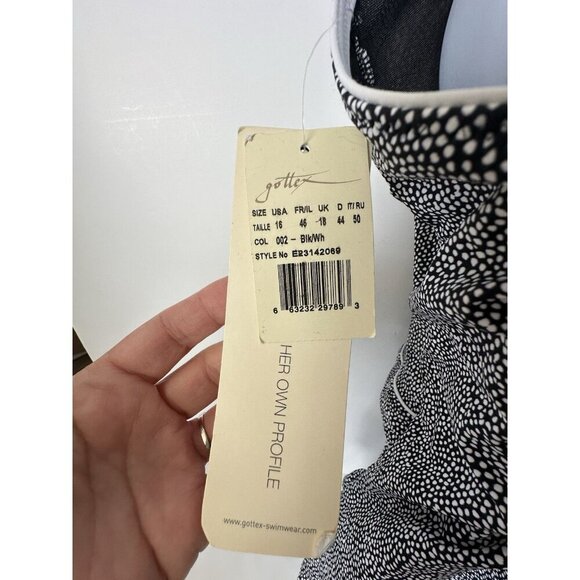 gottex
SIZE USA FR/IL UK D IT/RU
TAILLE 16 46 -18 44 50
COL 002 - Blk/Wh
STYLE No E23142069
6 63232 29789 3
HER OWN PROFILE
www.gottex-swimwear.com